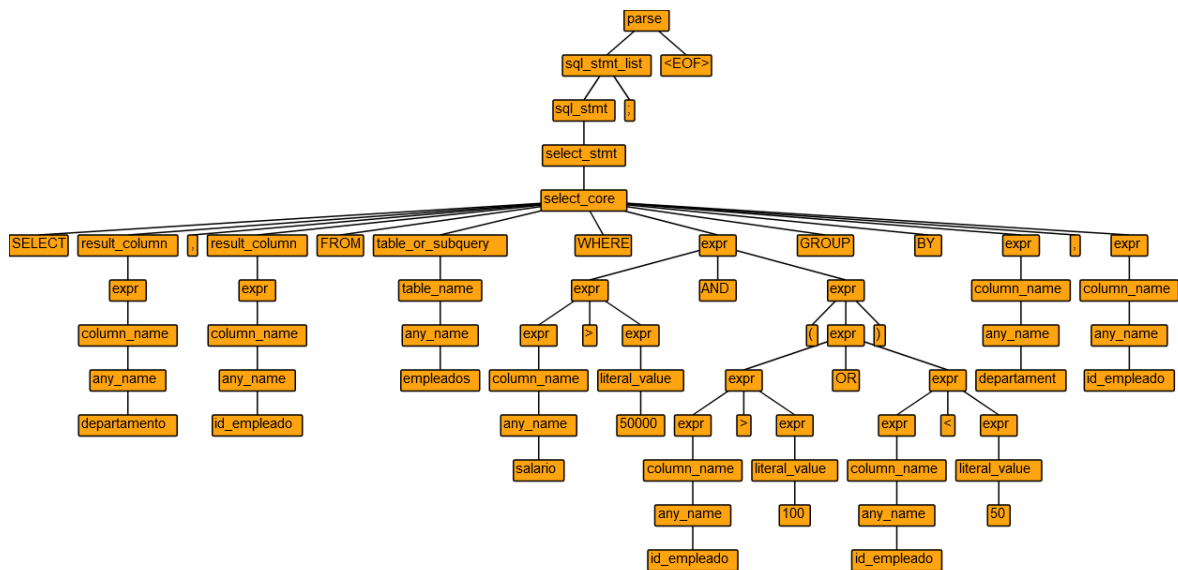 parse
sql_stmt_list <EOF>
sql_stmt ;
select_stmt
select_core
SELECT result_column , result_column FROM table_or_subquery WHERE expr GROUP BY expr , expr
expr expr table_name expr AND expr column_name column_name
column_name column_name any_name expr > expr ( expr ) any_name any_name
any_name any_name empleados column_name literal_value expr OR expr departament id_empleado
departamento id_empleado any_name 50000 expr > expr expr < expr
salario column_name literal_value column_name literal_value
any_name 100 any_name 50
id_empleado id_empleado